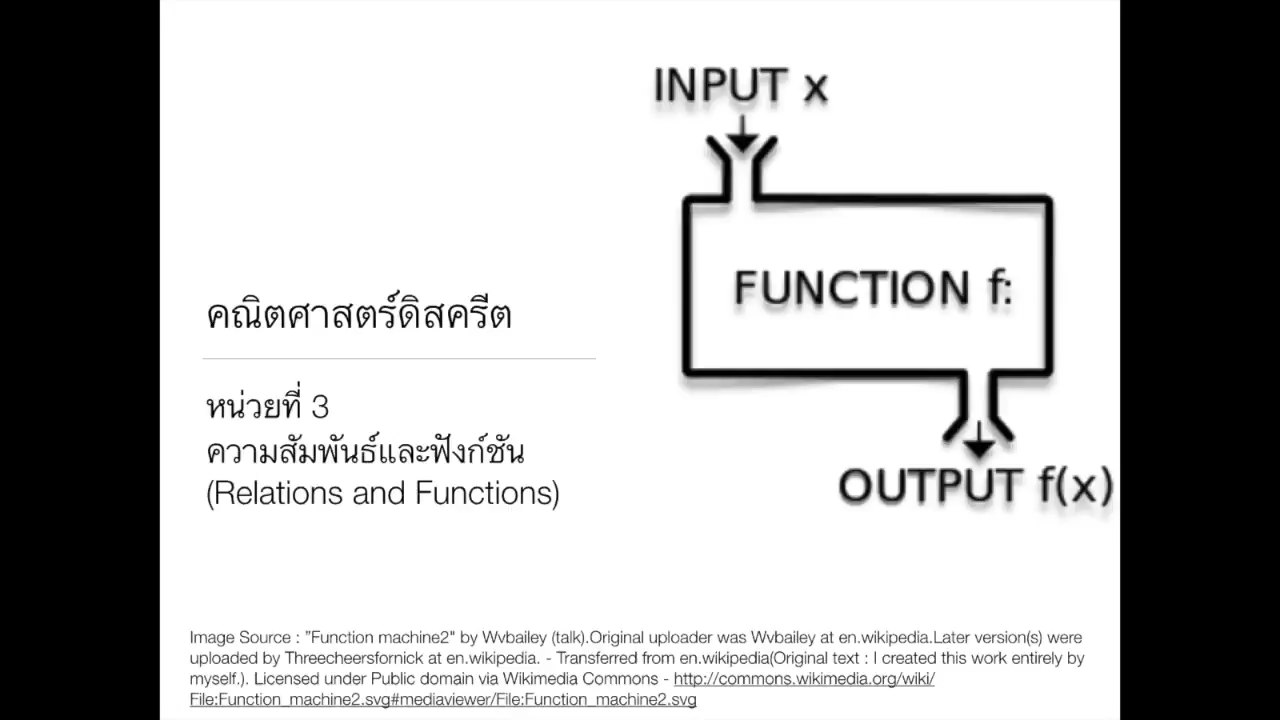 INPUT x
FUNCTION f:
OUTPUT f(x)
คณิตศาสตร์ดิสครีต
หน่วยที่ 3
ความสัมพันธ์และฟังก์ชัน
(Relations and Functions)
Image Source : "Function machine2" by Wvbailey (talk).Original uploader was Wvbailey at en.wikipedia.Later version(s) were
uploaded by Threecheersfornick at en.wikipedia. - Transferred from en.wikipedia(Original text : I created this work entirely by
myself.). Licensed under Public domain via Wikimedia Commons - http://commons.wikimedia.org/wiki/
File:Function_machine2.svg#mediaviewer/File:Function_machine2.svg